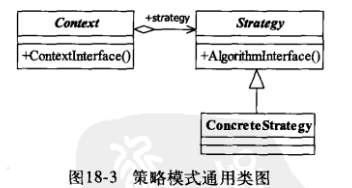 Context
+ContextInterface()
+strategy
Strategy
+AlgorithmInterface()
ConcreteStrategy
图18-3 策略模式通用类图